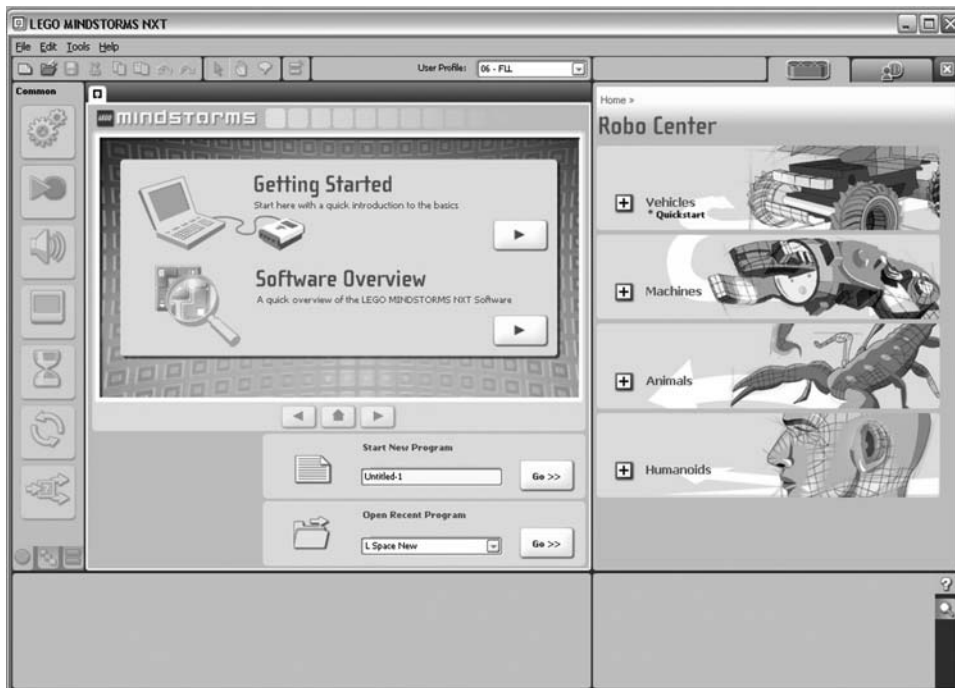 LEGO MINDSTORMS NXT
File Edit Tools Help
User Profile: 06 - FLL
Common
LEGO mindstorms
Getting Started
Start here with a quick introduction to the basics
Software Overview
A quick overview of the LEGO MINDSTORMS NXT Software
Start New Program
Untitled-1
Go >>
Open Recent Program
L Space New
Go >>
Home »
Robo Center
Vehicles
* Quickstart
Machines
Animals
Humanoids
?